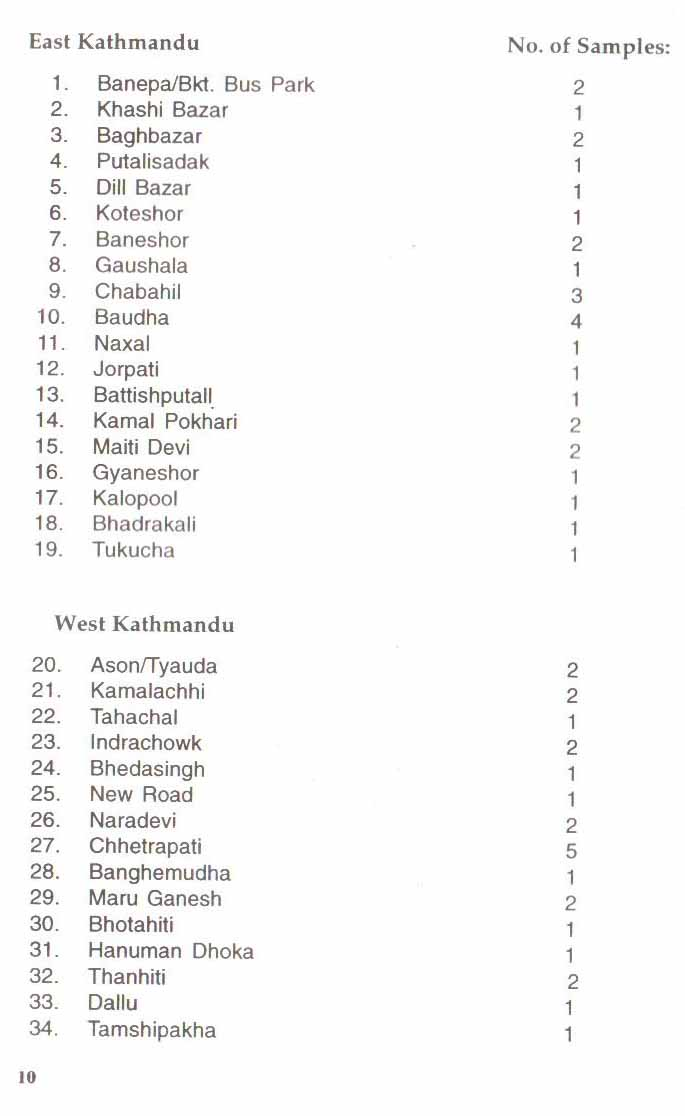 East Kathmandu No. of Samples:
1. Banepa/Bkt. Bus Park 2
2. Khashi Bazar 1
3. Baghbazar 2
4. Putalisadak 1
5. Dill Bazar 1
6. Koteshor 1
7. Baneshor 2
8. Gaushala 1
9. Chabahil 3
10. Baudha 4
11. Naxal 1
12. Jorpati 1
13. Battishputall 1
14. Kamal Pokhari 2
15. Maiti Devi 2
16. Gyaneshor 1
17. Kalopool 1
18. Bhadrakali 1
19. Tukucha 1
West Kathmandu
20. Ason/Tyauda 2
21. Kamalachhi 2
22. Tahachal 1
23. Indrachowk 2
24. Bhedasingh 1
25. New Road 1
26. Naradevi 2
27. Chhetrapati 5
28. Banghemudha 1
29. Maru Ganesh 2
30. Bhotahiti 1
31. Hanuman Dhoka 1
32. Thanhiti 2
33. Dallu 1
34. Tamshipakha 1
10